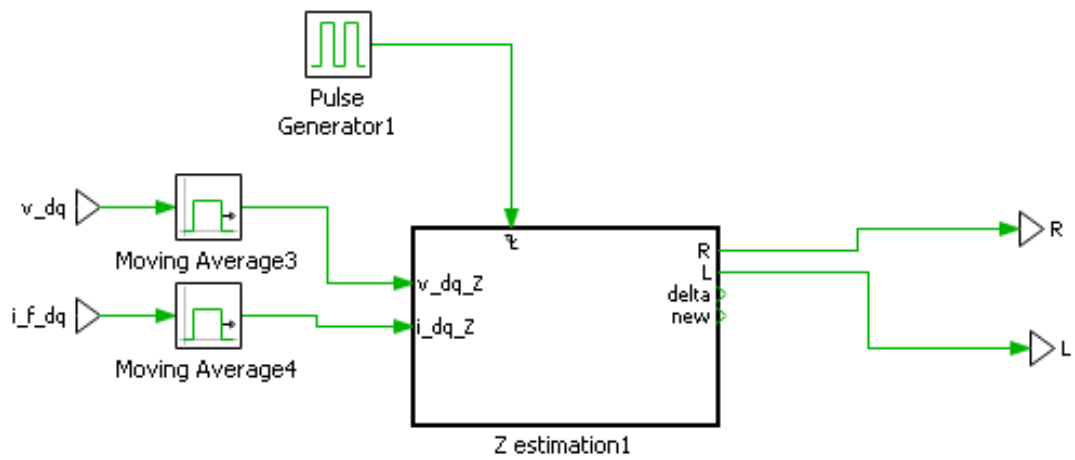 Pulse
Generator1
v_dq
Moving Average3
i_f_dq
Moving Average4
v_dq_Z
i_dq_Z
R
L
delta
new
Z estimation1
R
L